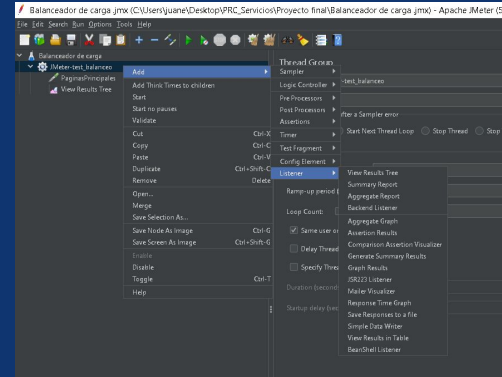 Balanceador de carga.jmx (C:\Users\juane\Desktop\PRC_Servicios\Proyecto final\Balanceador de carga.jmx) - Apache JMeter (5
File Edit Search Run Options Tools Help
Balanceador de carga
JMeter-test_balanceo
PaginasPrincipales
View Results Tree
Add
Add Think Times to children
Start
Start no pauses
Validate
Cut Ctrl-X
Copy Ctrl-C
Paste Ctrl-V
Duplicate Ctrl+Shift-C
Remove Delete
Open...
Merge
Save Selection As...
Save Node As Image Ctrl-G
Save Screen As Image Ctrl+Shift-G
Enable
Disable
Toggle Ctrl-T
Help
Thread Group
Sampler
Logic Controller
Pre Processors
Post Processors
Assertions
Timer
Test Fragment
Config Element
Listener
-test_balanceo
after a Sampler error
Start Next Thread Loop Stop Thread Stop
Ramp-up period (
Loop Count:
Same user o
Delay Thread
Specify Threa
Duration (second
Startup delay (sec
View Results Tree
Summary Report
Aggregate Report
Backend Listener
Aggregate Graph
Assertion Results
Comparison Assertion Visualizer
Generate Summary Results
Graph Results
JSR223 Listener
Mailer Visualizer
Response Time Graph
Save Responses to a file
Simple Data Writer
View Results in Table
BeanShell Listener